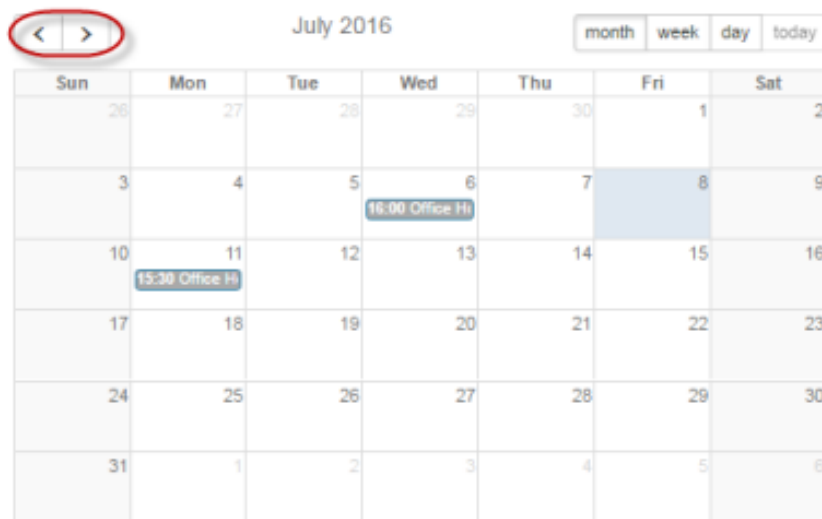 < > July 2016 month week day today
Sun Mon Tue Wed Thu Fri Sat
26 27 28 29 30 1 2
3 4 5 6 7 8 9
16:00 Office H
10 11 12 13 14 15 16
15:30 Office H
17 18 19 20 21 22 23
24 25 26 27 28 29 30
31 1 2 3 4 5 6